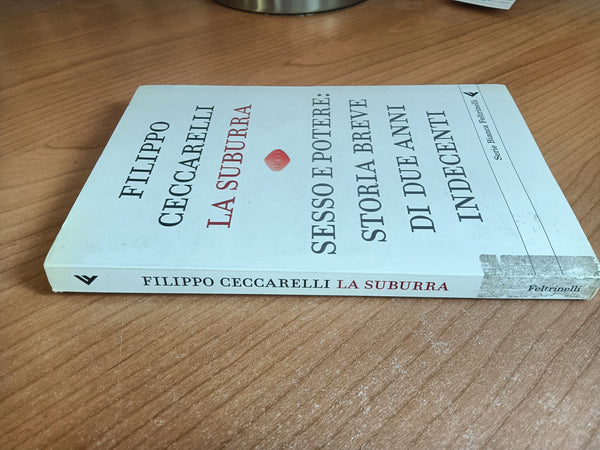 FILIPPO
CECCARELLI
LA SUBURRA
SESSO E POTERE:
STORIA BREVE
DI DUE ANNI
INDECENTI
Serie Bianca Feltrinelli
FILIPPO CECCARELLI LA SUBURRA
Feltrinelli